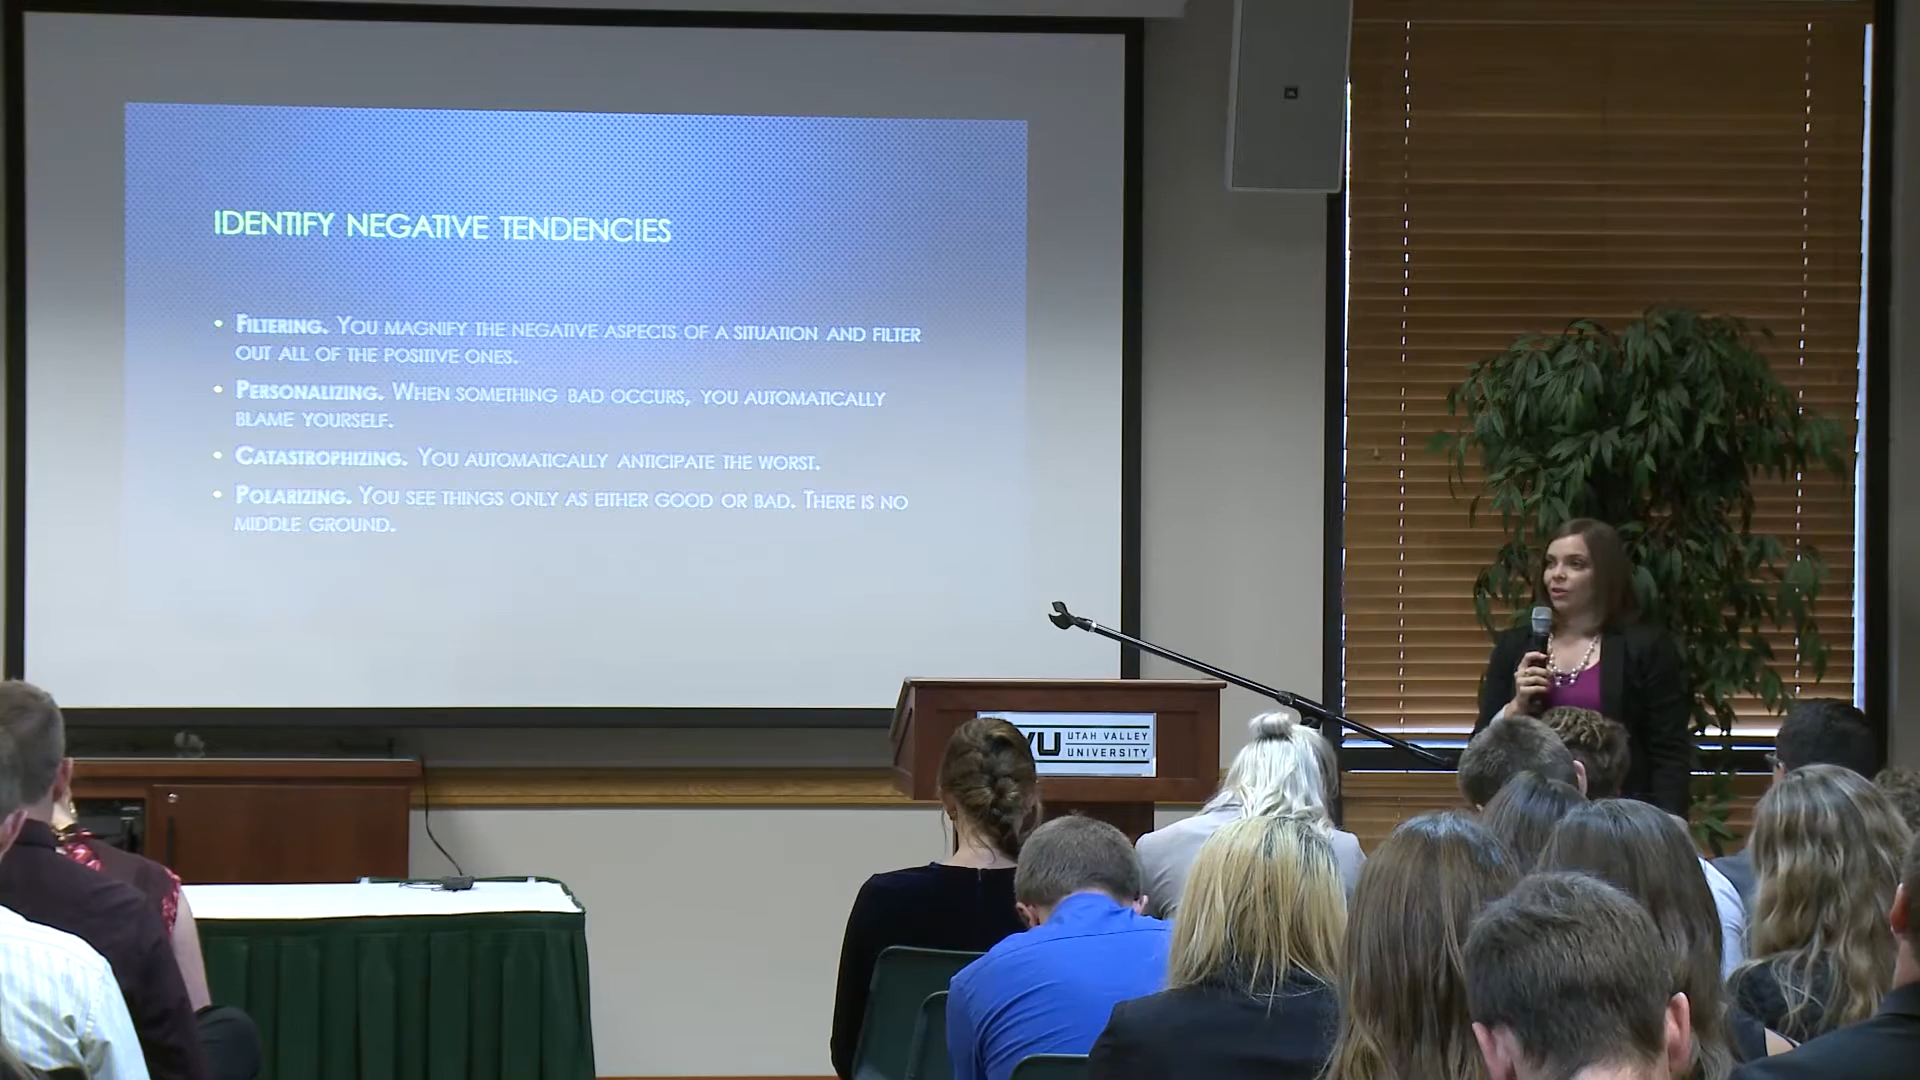 IDENTIFY NEGATIVE TENDENCIES
• FILTERING. YOU MAGNIFY THE NEGATIVE ASPECTS OF A SITUATION AND FILTER
OUT ALL OF THE POSITIVE ONES.
• PERSONALIZING. WHEN SOMETHING BAD OCCURS, YOU AUTOMATICALLY
BLAME YOURSELF.
• CATASTROPHIZING. YOU AUTOMATICALLY ANTICIPATE THE WORST.
• POLARIZING. YOU SEE THINGS ONLY AS EITHER GOOD OR BAD. THERE IS NO
MIDDLE GROUND.
UTAH VALLEY
UNIVERSITY